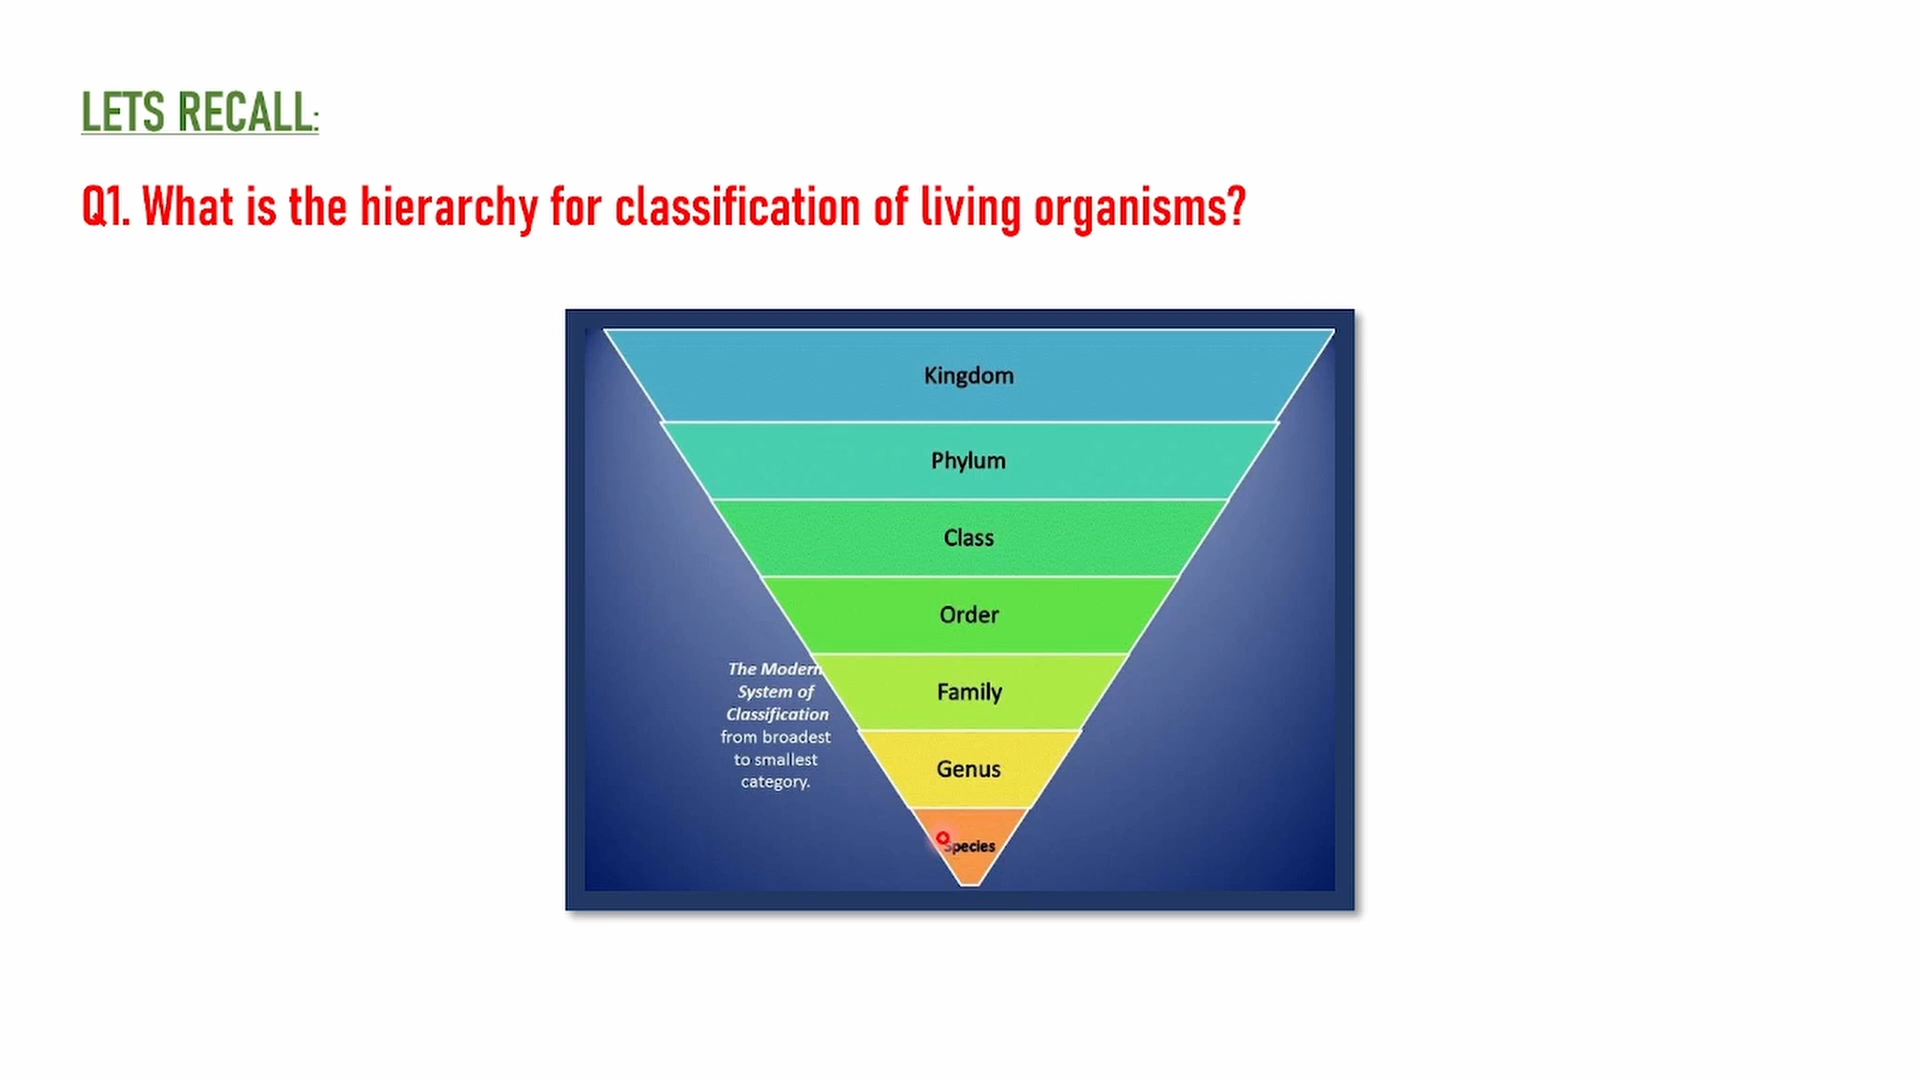 LETS RECALL:
Q1. What is the hierarchy for classification of living organisms?
Kingdom
Phylum
Class
Order
Family
Genus
Species
The Modern
System of
Classification
from broadest
to smallest
category.